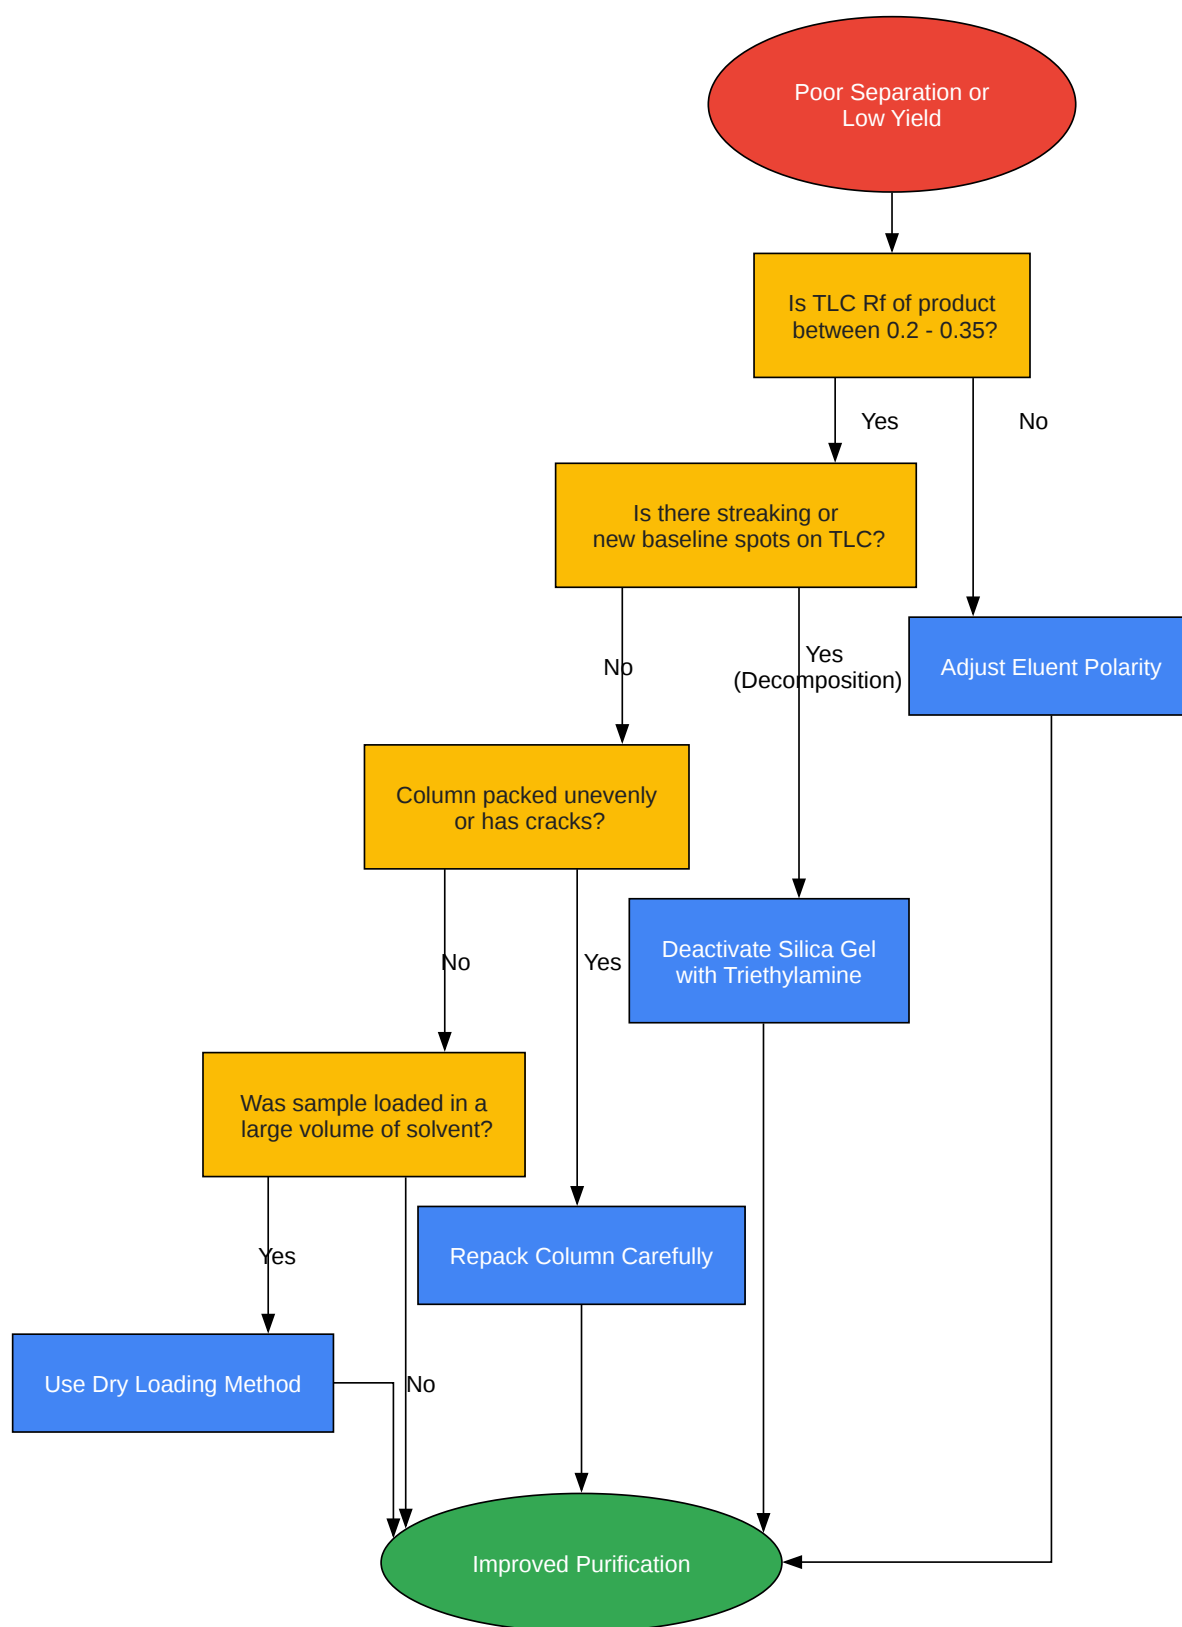 Poor Separation or
Low Yield
Is TLC Rf of product
between 0.2 - 0.35?
Yes
No
Is there streaking or
new baseline spots on TLC?
No
Yes
(Decomposition)
Adjust Eluent Polarity
Column packed unevenly
or has cracks?
No
Yes
Deactivate Silica Gel
with Triethylamine
Was sample loaded in a
large volume of solvent?
Yes
Repack Column Carefully
Use Dry Loading Method
No
Improved Purification